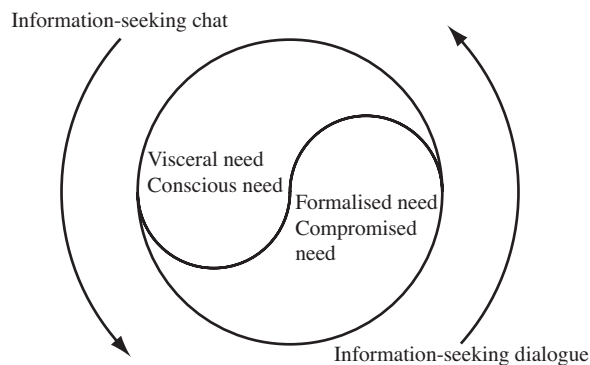 Information-seeking chat
Visceral need
Conscious need
Formalised need
Compromised
need
Information-seeking dialogue